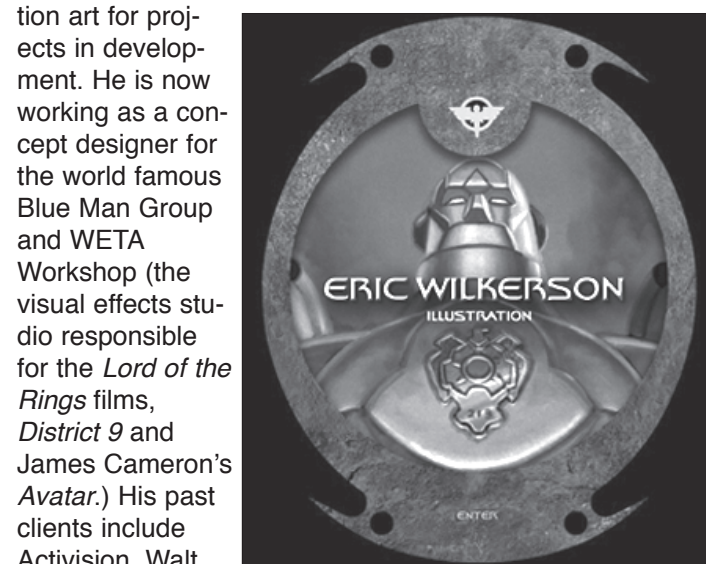 tion art for proj-
ects in develop-
ment. He is now
working as a con-
cept designer for
the world famous
Blue Man Group
and WETA
Workshop (the
visual effects stu-
dio responsible
for the Lord of the
Rings films,
District 9 and
James Cameron's
Avatar.) His past
clients include
Activision, Walt
ERIC WILKERSON
ILLUSTRATION
ENTER